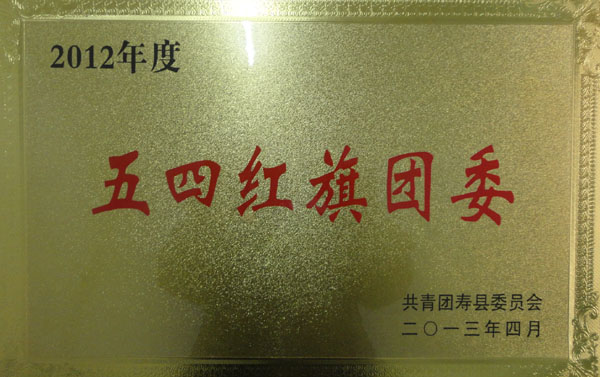 2012年度
五四红旗团委
共青团寿县委员会
二〇一三年四月